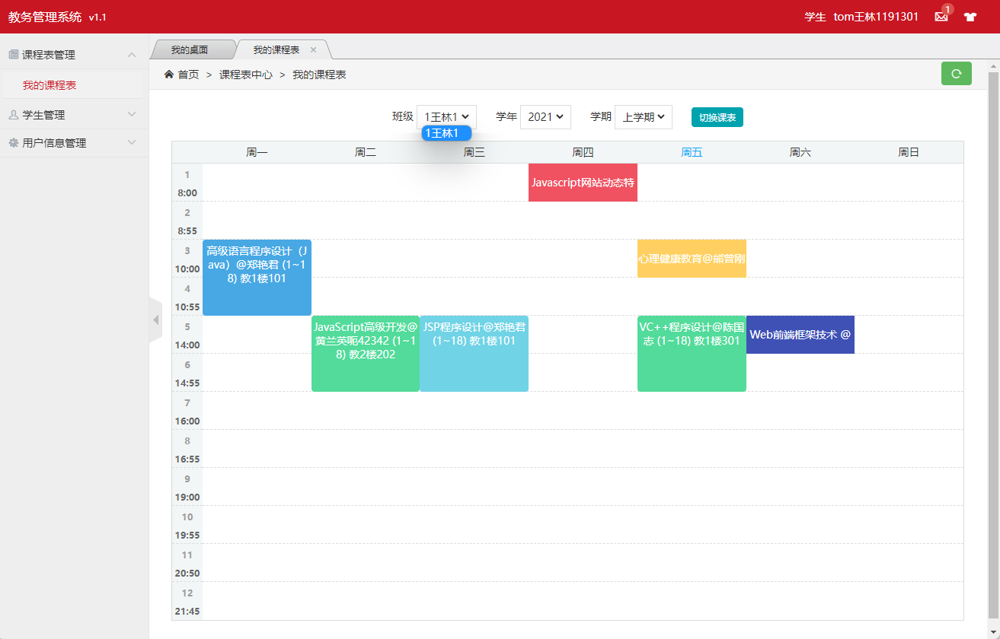 教务管理系统 v1.1
学生 tom王林1191301
1
课程表管理
我的课程表
学生管理
用户信息管理
我的桌面
我的课程表
首页 > 课程表中心 > 我的课程表
班级 1王林1 学年 2021 学期 上学期 切换课表
1王林1
周一 周二 周三 周四 周五 周六 周日
1
8:00
Javascript网站动态特
2
8:55
3
10:00
高级语言程序设计（J
ava）@郑艳君 (1~1
8) 教1楼101
心理健康教育@熊曾刚
4
10:55
5
14:00
JavaScript高级开发@
黄兰英呃42342 (1~1
8) 教2楼202
JSP程序设计@郑艳君
(1~18) 教1楼101
VC++程序设计@陈国
志 (1~18) 教1楼301
Web前端框架技术 @
6
14:55
7
16:00
8
16:55
9
19:00
10
19:55
11
20:50
12
21:45